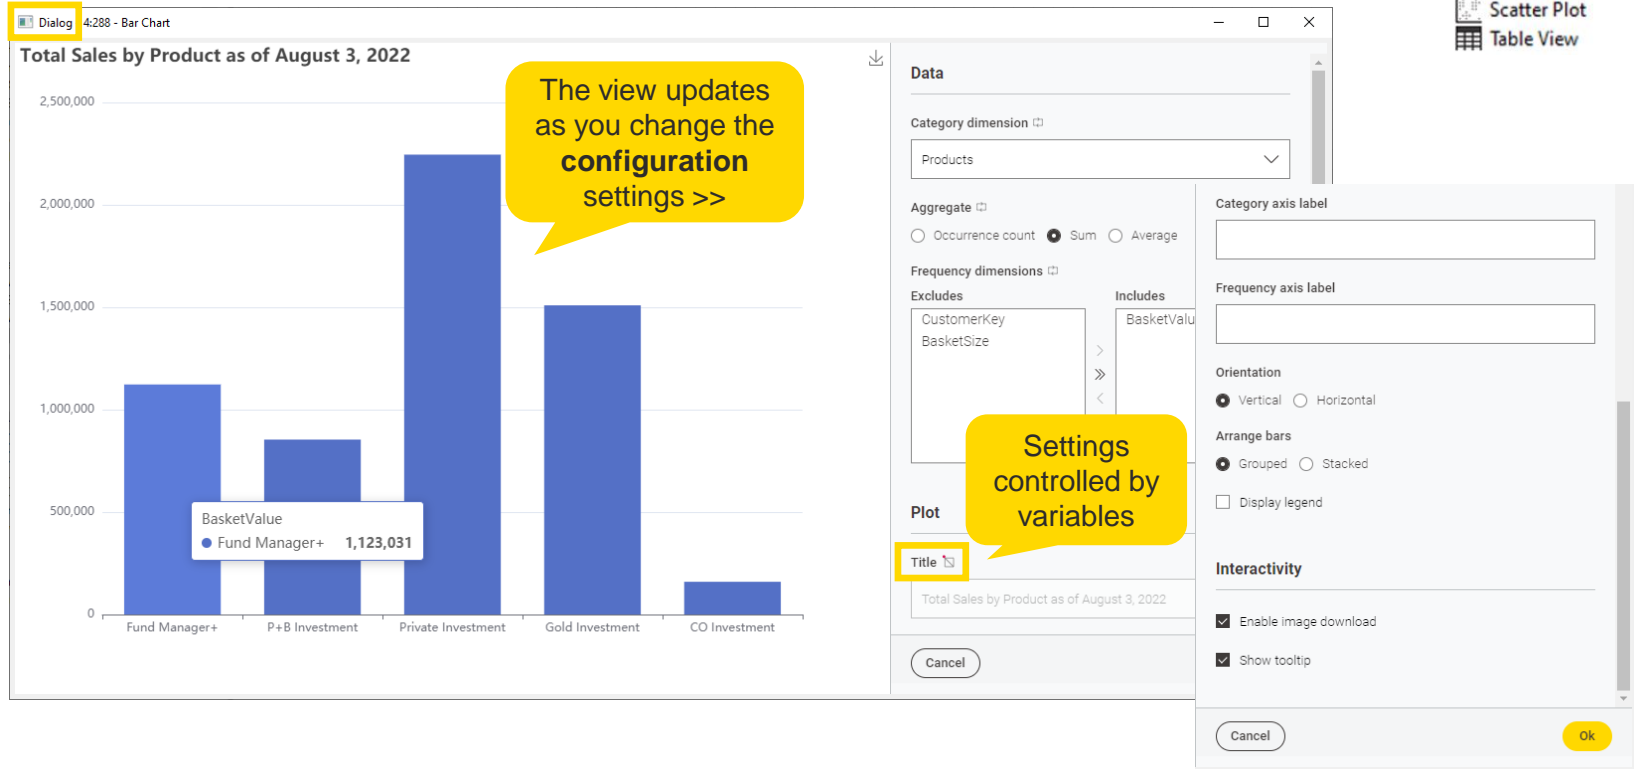 Dialog - 4:288 - Bar Chart
Scatter Plot
Table View
Total Sales by Product as of August 3, 2022
2,500,000
2,000,000
1,500,000
1,000,000
500,000
0
Fund Manager+
P+B Investment
Private Investment
Gold Investment
CO Investment
BasketValue
Fund Manager+ 1,123,031
The view updates
as you change the
configuration
settings >>
Data
Category dimension
Products
Aggregate
Occurrence count
Sum
Average
Frequency dimensions
Excludes
Includes
CustomerKey
BasketSize
BasketValu
>
»
<
Settings
controlled by
variables
Plot
Title
Total Sales by Product as of August 3, 2022
Cancel
Category axis label
Frequency axis label
Orientation
Vertical
Horizontal
Arrange bars
Grouped
Stacked
Display legend
Interactivity
Enable image download
Show tooltip
Cancel
Ok